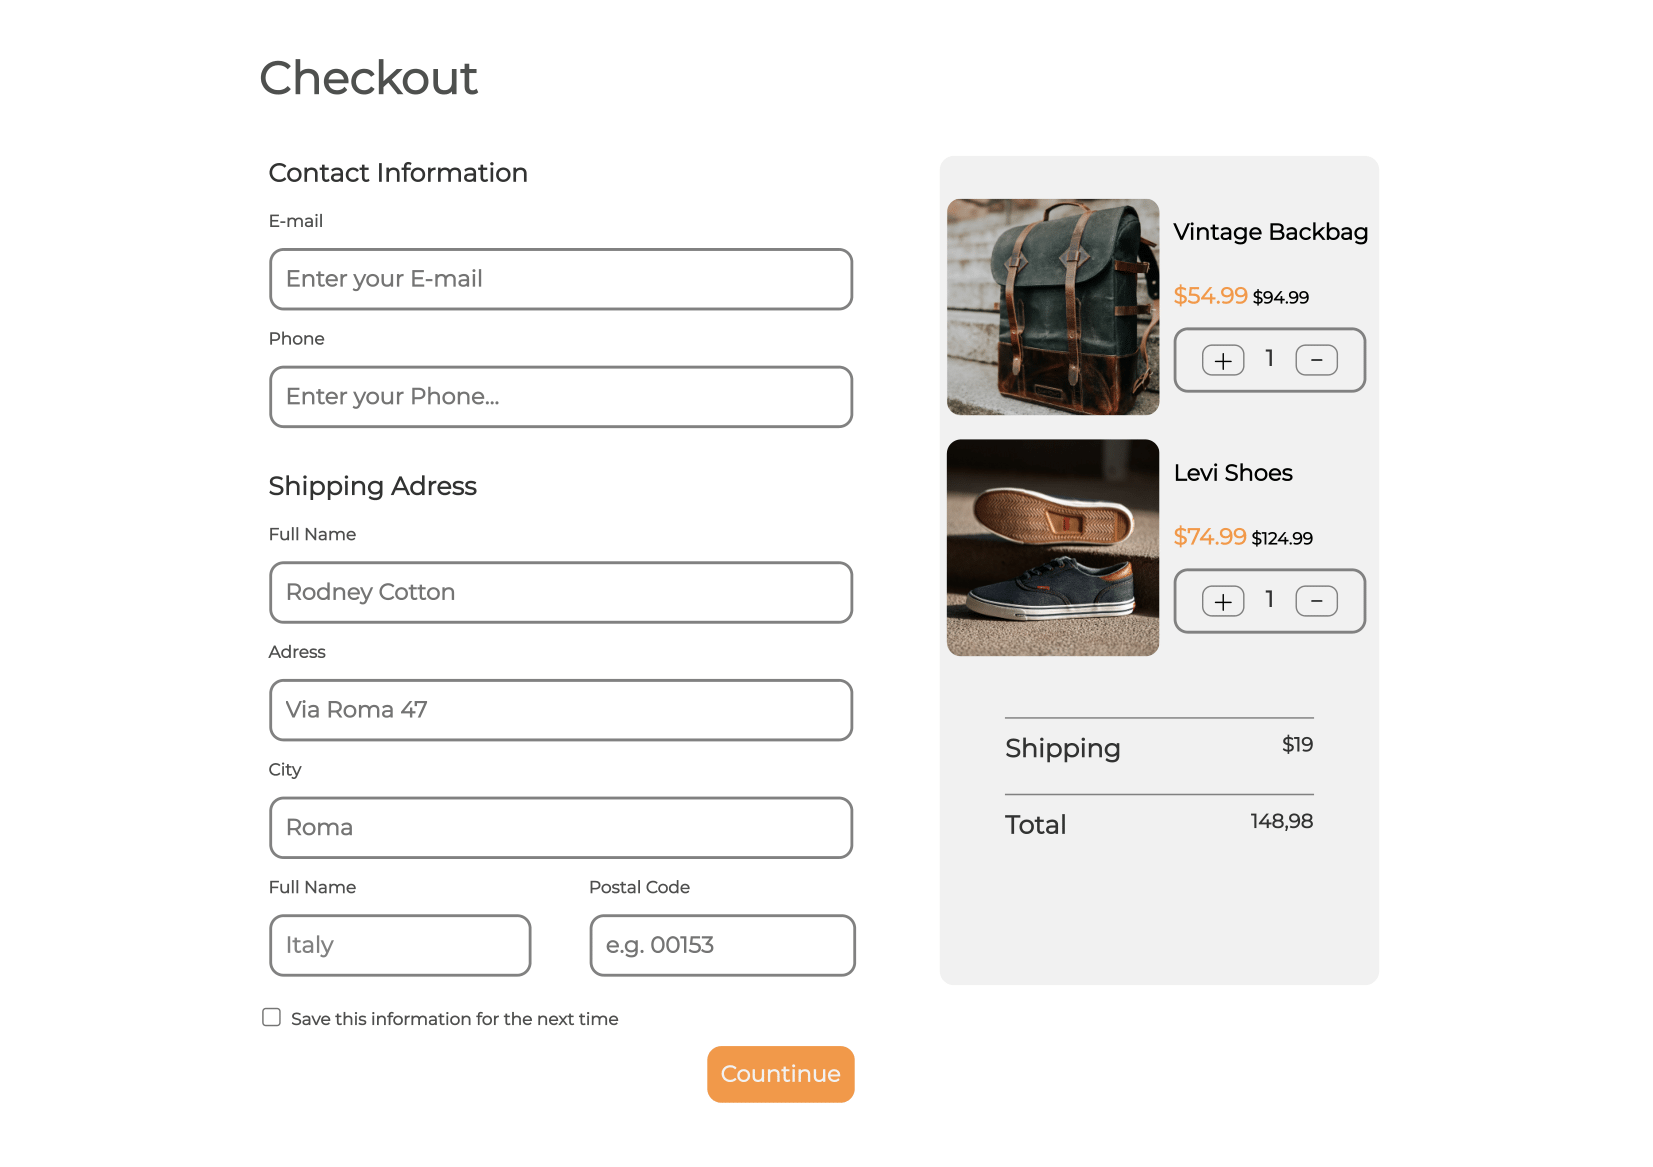 Checkout
Contact Information
E-mail
Enter your E-mail
Phone
Enter your Phone...
Shipping Adress
Full Name
Rodney Cotton
Adress
Via Roma 47
City
Roma
Full Name
Postal Code
Italy
e.g. 00153
Save this information for the next time
Countinue
Vintage Backbag
$54.99 $94.99
+ 1 -
Levi Shoes
$74.99 $124.99
+ 1 -
Shipping $19
Total 148,98